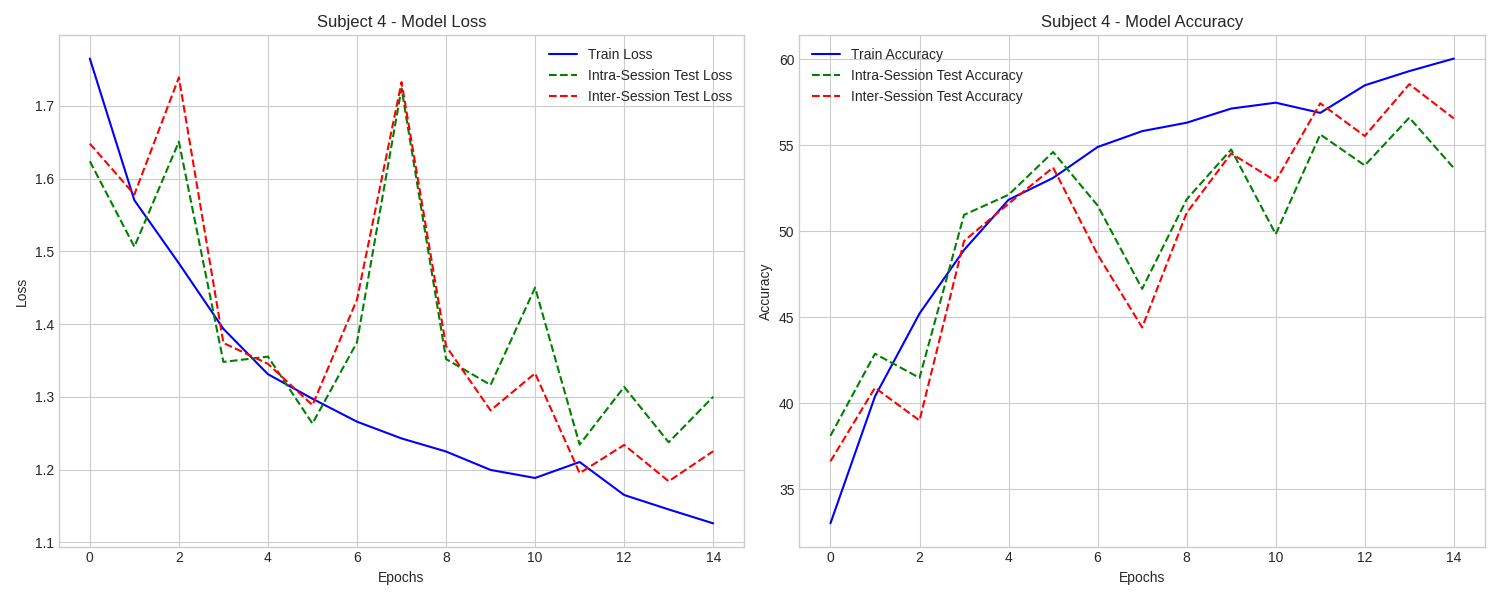 Subject 4 - Model Loss
Train Loss
Intra-Session Test Loss
Inter-Session Test Loss
Loss
1.7
1.6
1.5
1.4
1.3
1.2
1.1
0 2 4 6 8 10 12 14
Epochs
Subject 4 - Model Accuracy
Train Accuracy
Intra-Session Test Accuracy
Inter-Session Test Accuracy
Accuracy
60
55
50
45
40
35
0 2 4 6 8 10 12 14
Epochs